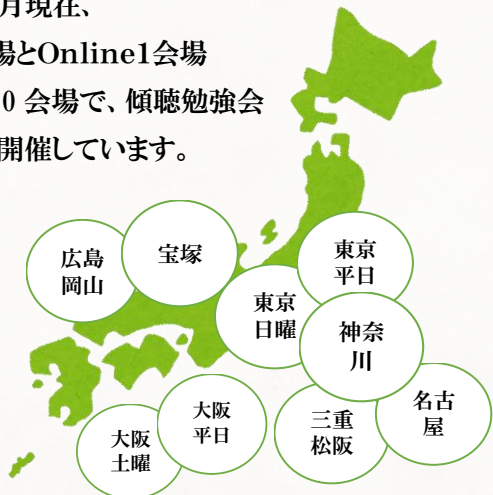 月現在、
場とOnline1会場
0 会場で、傾聴勉強会
開催しています。
広島
岡山
宝塚
東京
平日
東京
日曜
神奈
川
名古
屋
三重
松阪
大阪
平日
大阪
土曜